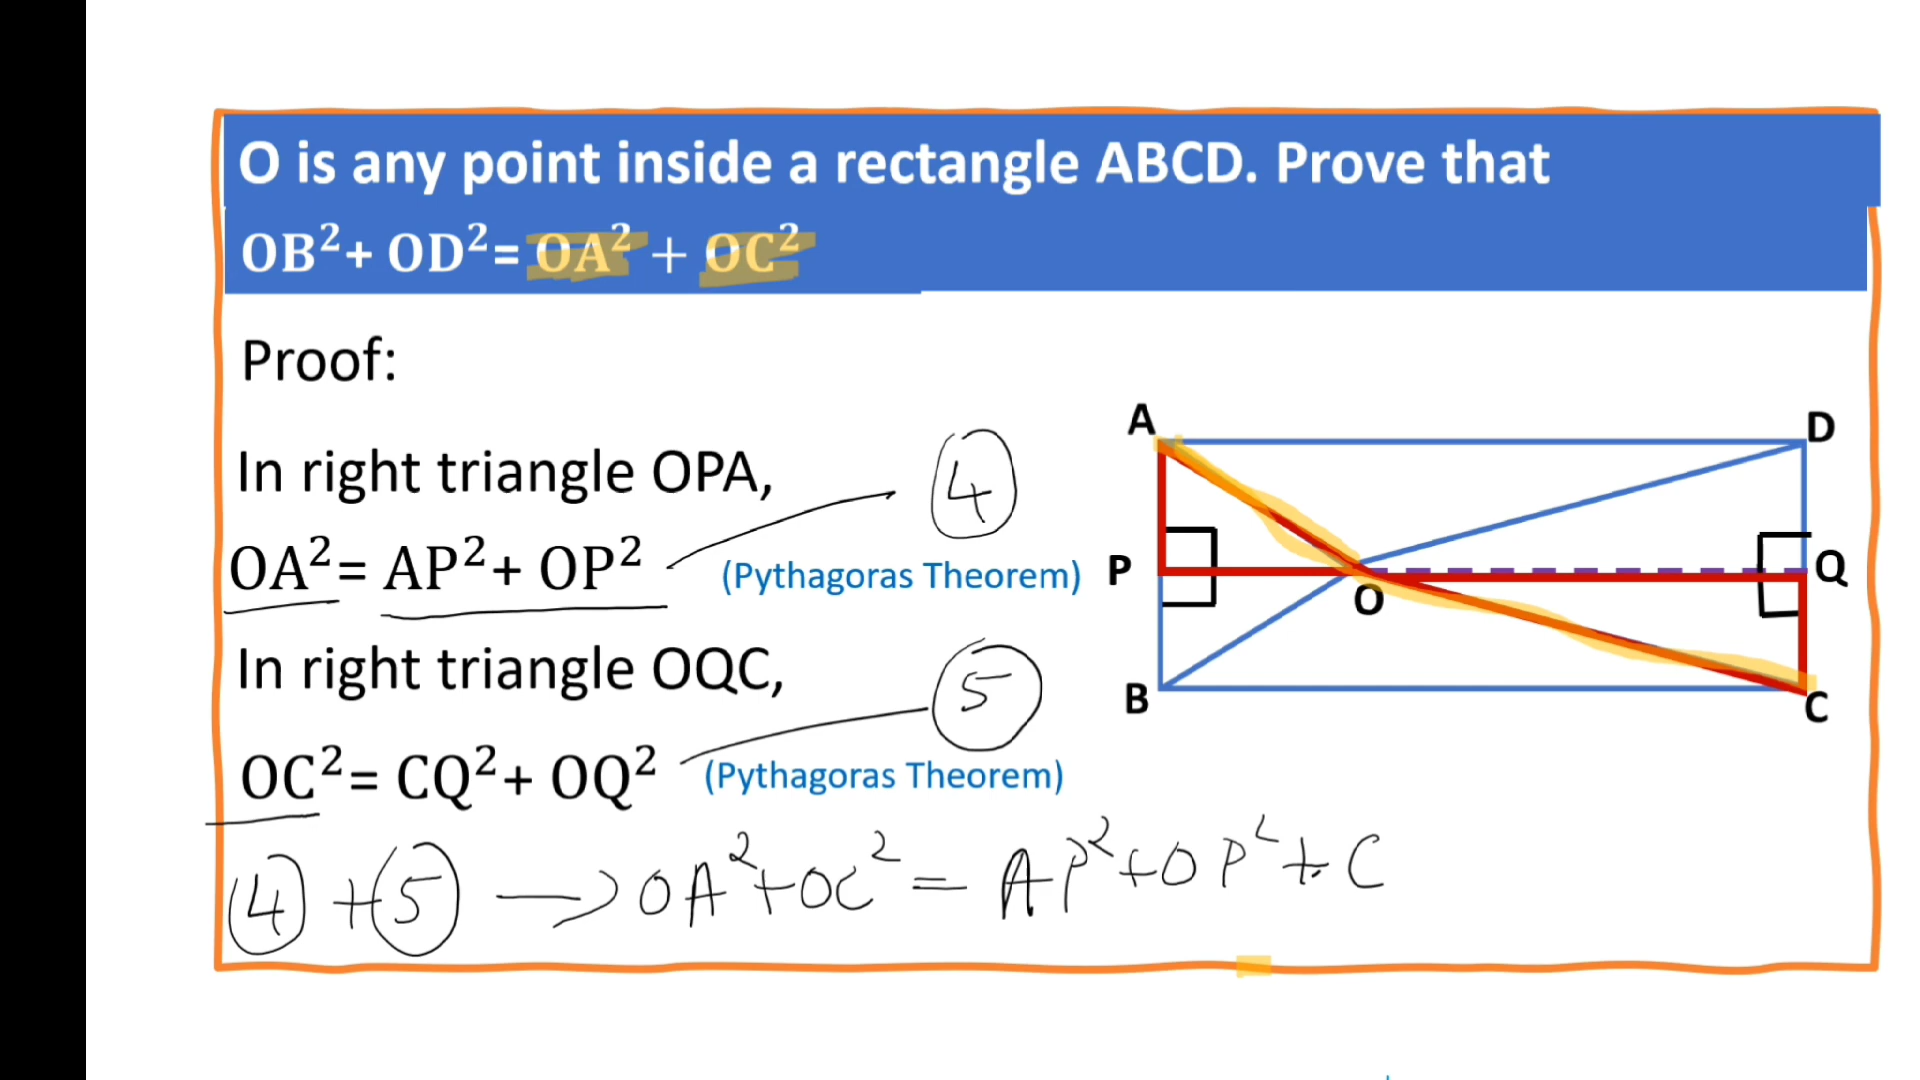 O is any point inside a rectangle ABCD. Prove that
OB²+ OD²= OA² + OC²
Proof:
In right triangle OPA,
4
OA²= AP²+ OP²
(Pythagoras Theorem)
In right triangle OQC,
5
OC²= CQ²+ OQ²
(Pythagoras Theorem)
4 + 5 → OA²+OC² = AP²+OP²+C
A
D
P
O
Q
B
C